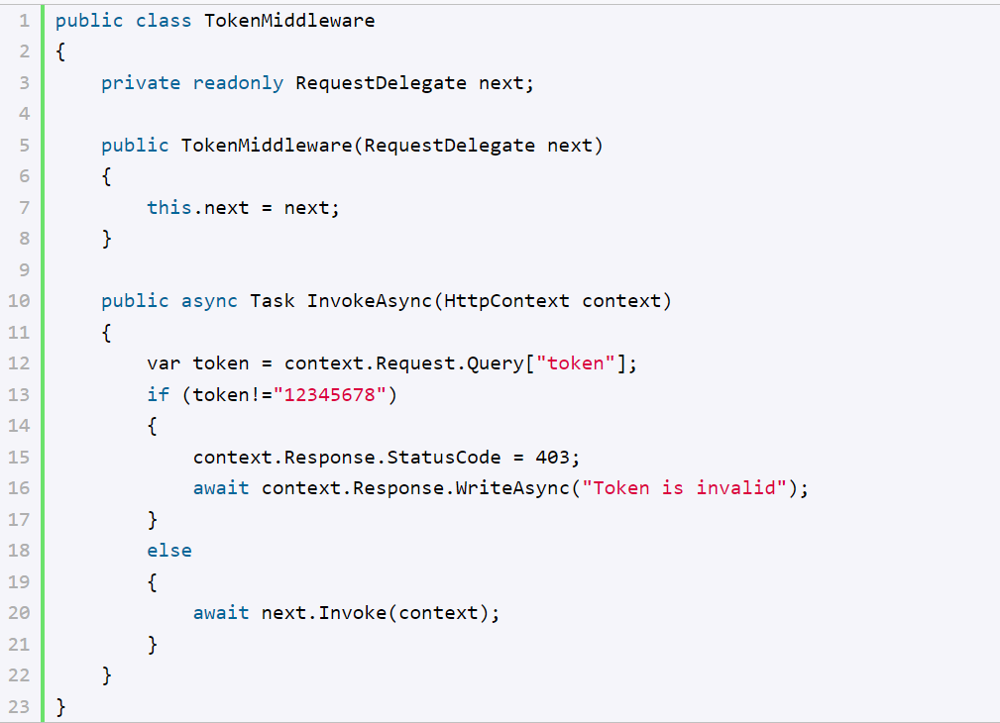 1 public class TokenMiddleware
2 {
3     private readonly RequestDelegate next;
4
5     public TokenMiddleware(RequestDelegate next)
6     {
7         this.next = next;
8     }
9
10     public async Task InvokeAsync(HttpContext context)
11     {
12         var token = context.Request.Query["token"];
13         if (token!="12345678")
14         {
15             context.Response.StatusCode = 403;
16             await context.Response.WriteAsync("Token is invalid");
17         }
18         else
19         {
20             await next.Invoke(context);
21         }
22     }
23 }